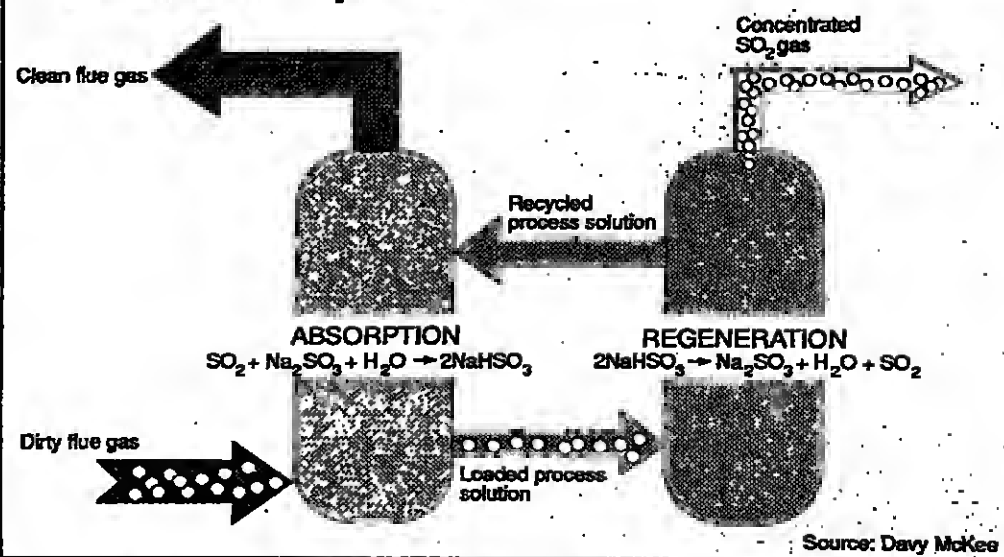 Concentrated
SO₂ gas
Clean flue gas
Recycled
process solution
ABSORPTION
SO₂ + Na₂SO₃ + H₂O → 2NaHSO₃
REGENERATION
2NaHSO₃ → Na₂SO₃ + H₂O + SO₂
Dirty flue gas
Loaded process
solution
Source: Davy McKee